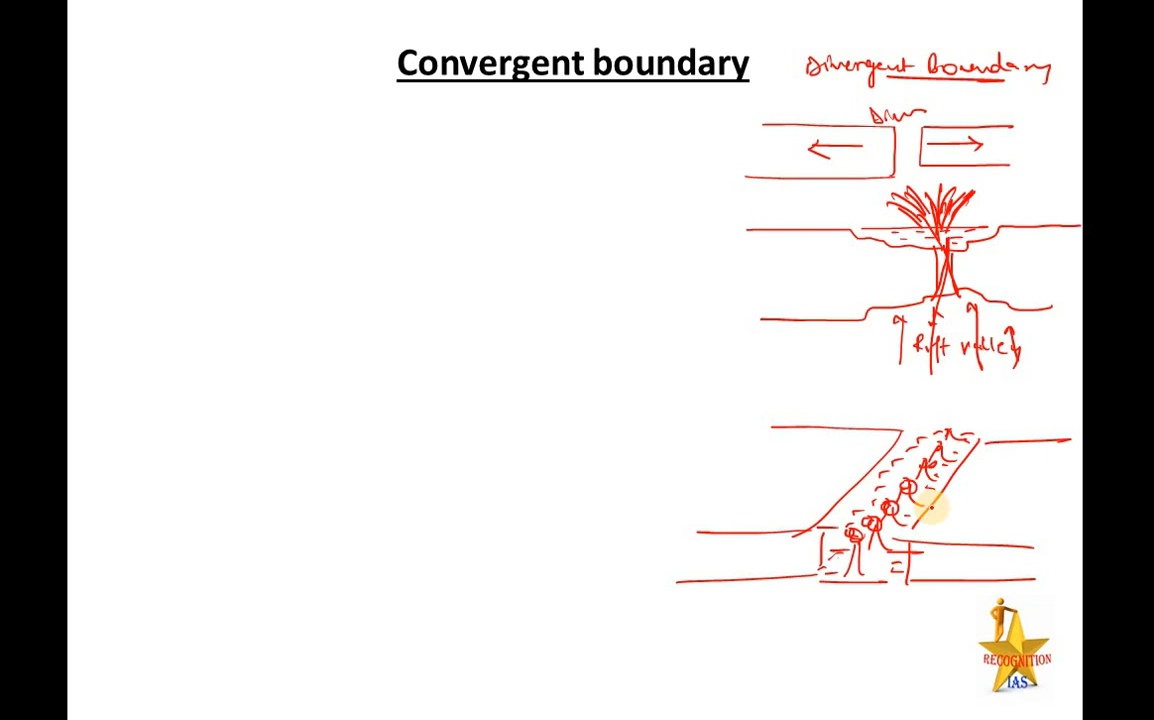 Convergent boundary
Divergent Boundary
Rift valley
RECOGNITION
IAS